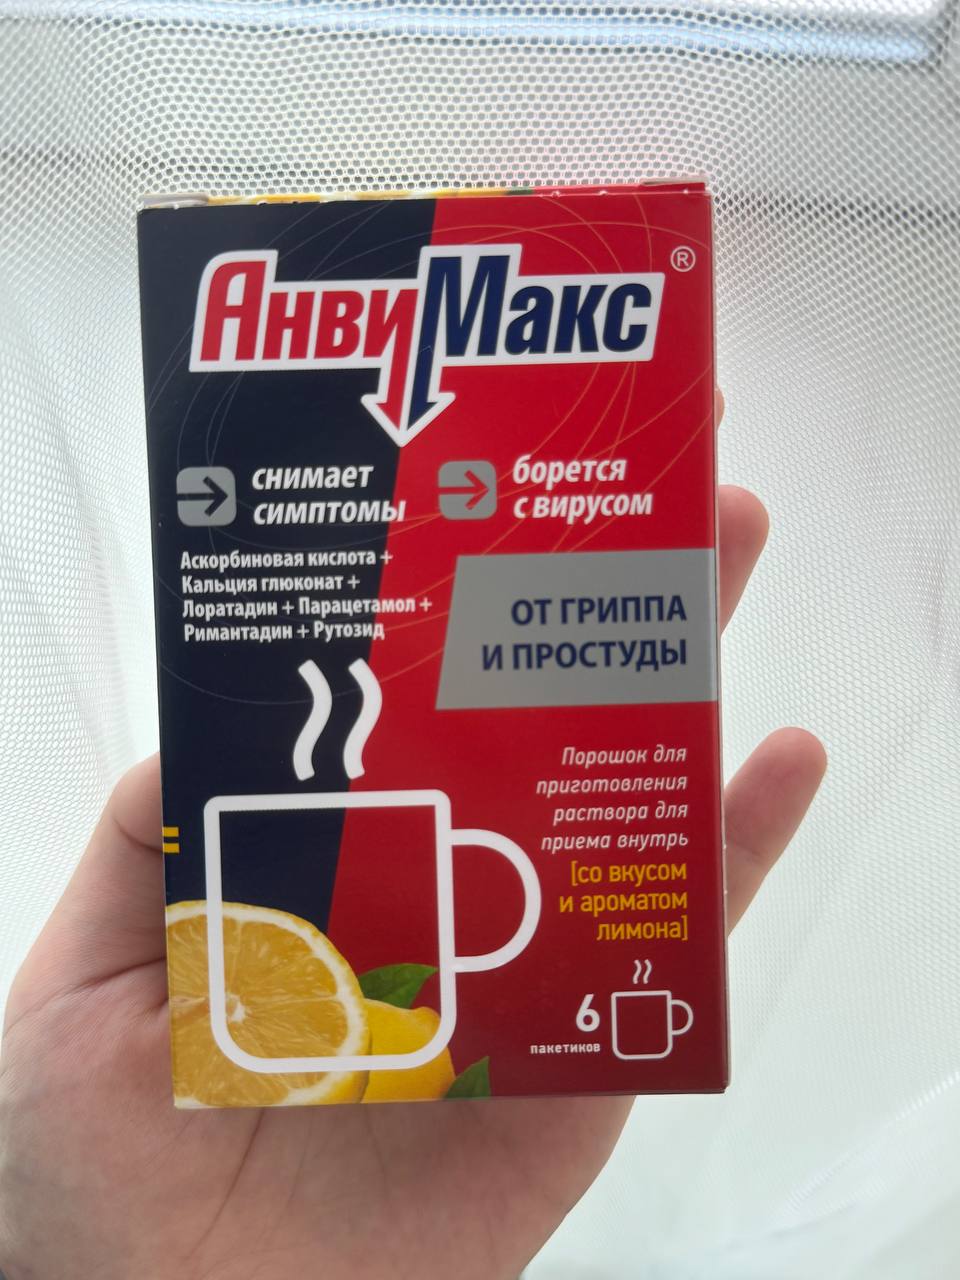 АнвиМакс®
снимает
симптомы
борется
с вирусом
Аскорбиновая кислота +
Кальция глюконат +
Лоратадин + Парацетамол +
Римантадин + Рутозид
ОТ ГРИППА
И ПРОСТУДЫ
Порошок для
приготовления
раствора для
приема внутрь
[со вкусом
и ароматом
лимона]
6
пакетиков